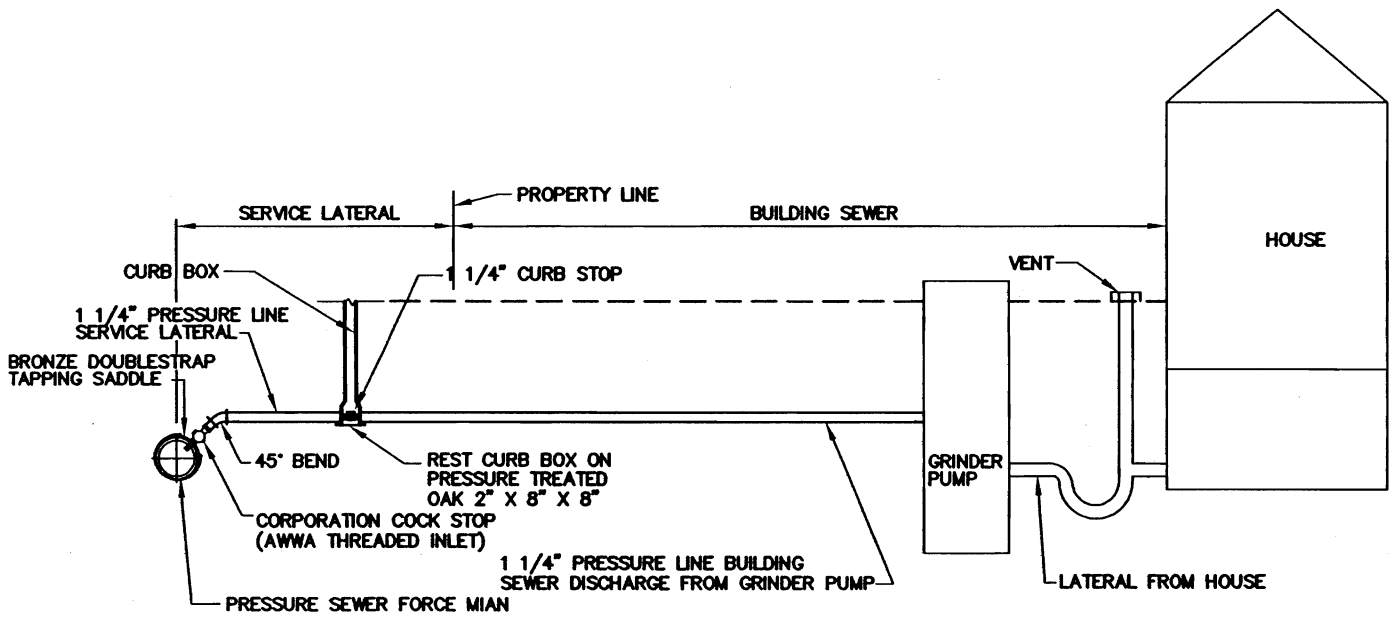 PROPERTY LINE
SERVICE LATERAL
BUILDING SEWER
HOUSE
CURB BOX
1 1/4" CURB STOP
VENT
1 1/4" PRESSURE LINE
SERVICE LATERAL
BRONZE DOUBLESTRAP
TAPPING SADDLE
45° BEND
REST CURB BOX ON
PRESSURE TREATED
OAK 2" X 8" X 8"
GRINDER
PUMP
CORPORATION COCK STOP
(AWWA THREADED INLET)
1 1/4" PRESSURE LINE BUILDING
SEWER DISCHARGE FROM GRINDER PUMP
LATERAL FROM HOUSE
PRESSURE SEWER FORCE MIAN